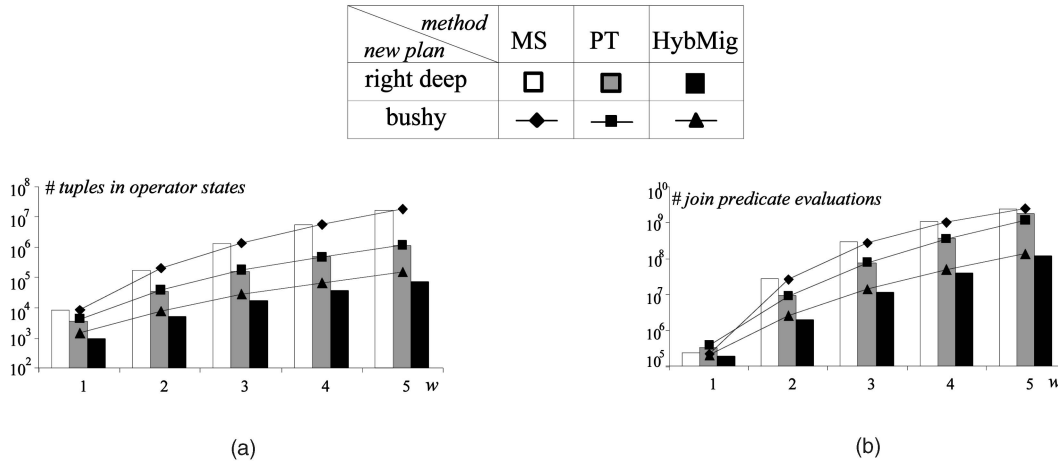 method
new plan
MS PT HybMig
right deep
bushy
# tuples in operator states
10^8
10^7
10^6
10^5
10^4
10^3
10^2
1 2 3 4 5 w
(a)
# join predicate evaluations
10^10
10^9
10^8
10^7
10^6
10^5
1 2 3 4 5 w
(b)